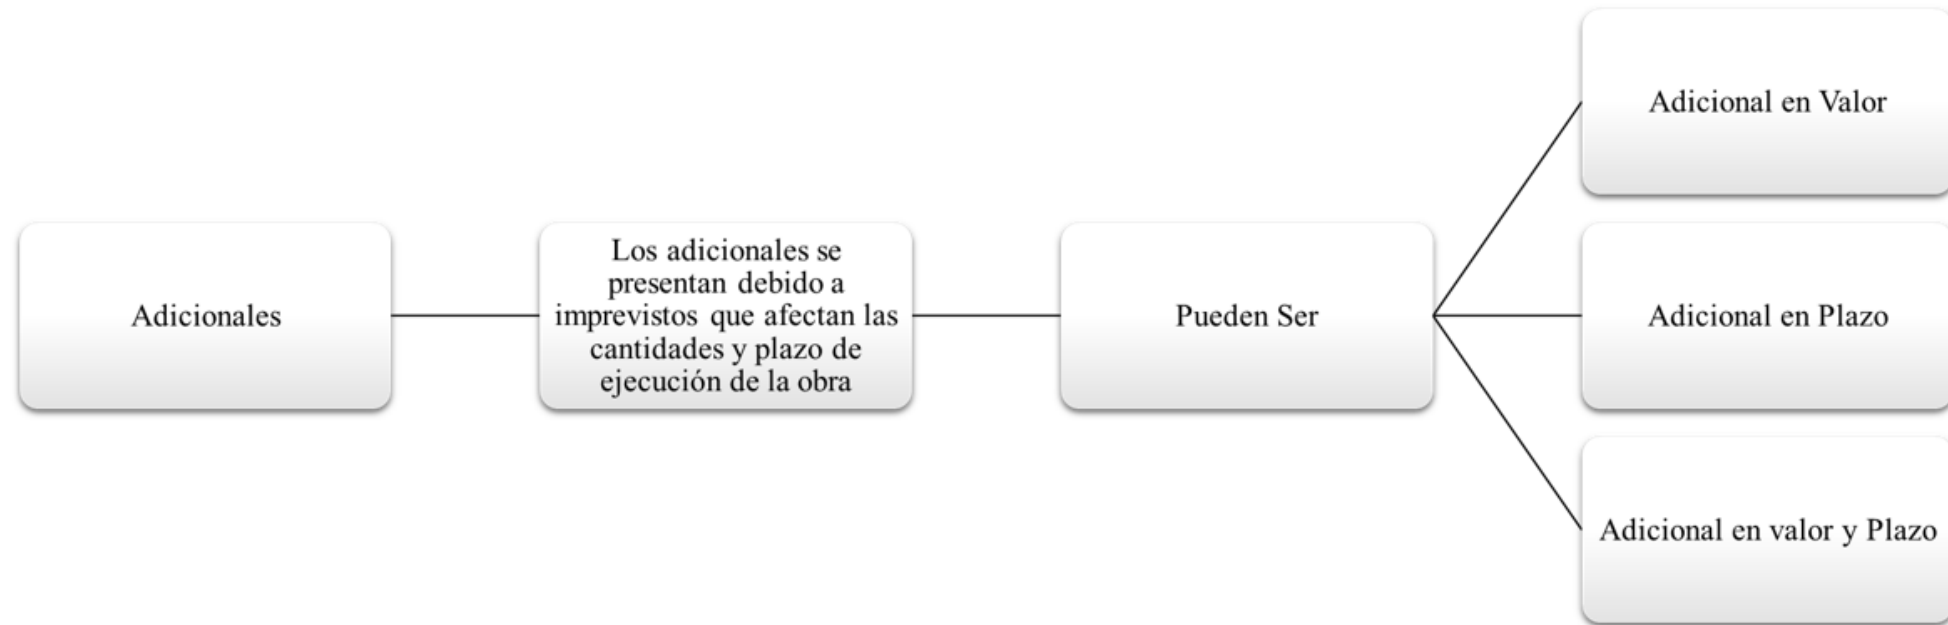 Adicionales
Los adicionales se
presentan debido a
imprevistos que afectan las
cantidades y plazo de
ejecución de la obra
Pueden Ser
Adicional en Valor
Adicional en Plazo
Adicional en valor y Plazo